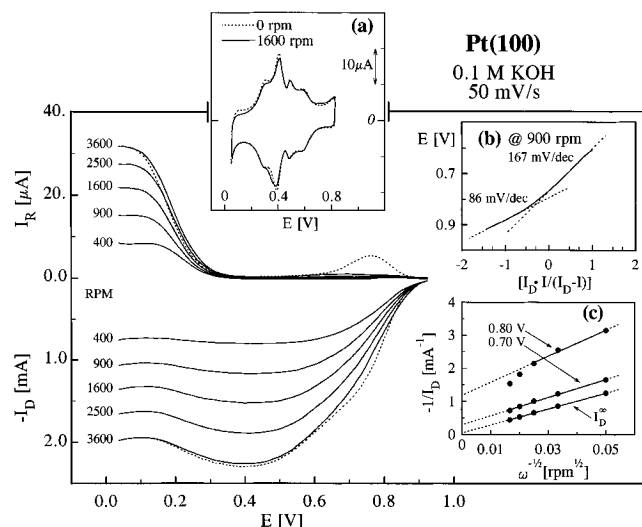 (a)
0 rpm
1600 rpm
10μA
0
0.0 0.4 0.8
E [V]
Pt(100)
0.1 M KOH
50 mV/s
40.
20.
0.0
I_R [μA]
3600
2500
1600
900
400
RPM
400
900
1600
2500
3600
1.0
2.0
-I_D [mA]
0.0 0.2 0.4 0.6 0.8 1.0
E [V]
E [V]
(b) @ 900 rpm
167 mV/dec
86 mV/dec
0.7
0.9
-2 -1 0 1 2
[I_D·I/(I_D-I)]
(c)
0.80 V
0.70 V
I_D^∞
4
3
2
1
0
-1/I_D [mA⁻¹]
0.00 0.01 0.03 0.05
ω^-½ [rpm^½]